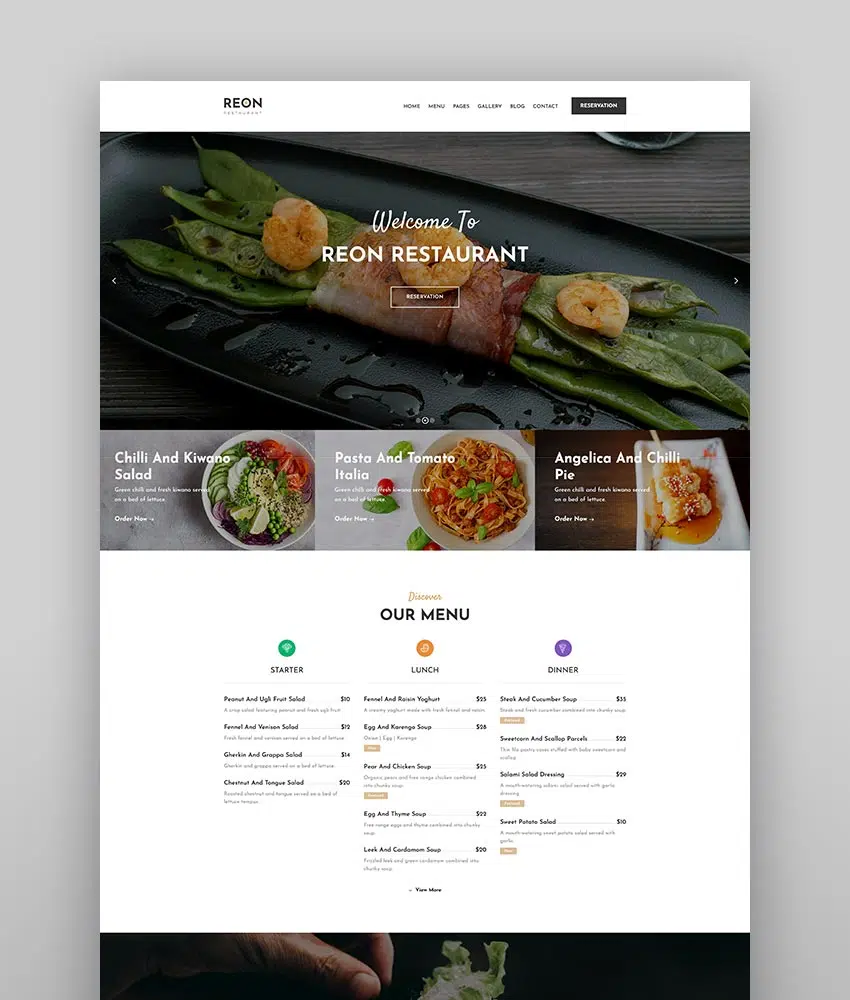 REON
RESTAURANT
HOME MENU PAGES GALLERY BLOG CONTACT RESERVATION
Welcome To
REON RESTAURANT
RESERVATION
Chilli And Kiwano
Salad
Green chilli and fresh kiwano served
on a bed of lettuce.
Order Now→
Pasta And Tomato
Italia
Green chilli and fresh kiwano served
on a bed of lettuce.
Order Now→
Angelica And Chilli
Pie
Green chilli and fresh kiwano served
on a bed of lettuce.
Order Now→
Discover
OUR MENU
STARTER
Peanut And Ugli Fruit Salad $10
A crisp salad featuring peanut and fresh ugli fruit
Fennel And Venison Salad $12
Fresh fennel and venison served on a bed of lettuce
Gherkin And Grappa Salad $14
Gherkin and grappa served on a bed of lettuce
Chestnut And Tongue Salad $20
Roasted chestnut and tongue served on a bed of
lettuce tempus.
LUNCH
Fennel And Raisin Yoghurt $25
A creamy yoghurt made with fresh fennel and raisin
Egg And Korengo Soup $28
Onion | Egg | Korengo
New
Pear And Chicken Soup $25
Organic pears and free range chicken combined
into chunky soup
Featured
Egg And Thyme Soup $22
Free range eggs and thyme combined into chunky
soup
Leek And Cardamom Soup $20
Frizzled leek and green cardamom combined into
chunky soup
DINNER
Steak And Cucumber Soup $35
Steak and fresh cucumber combined into chunky soup
Sweetcorn And Scallop Parcels $22
Thin filo pastry cases stuffed with baby sweetcorn and
scallop
Salami Salad Dressing $29
A mouth-watering salami salad served with garlic
dressing
Sweet Potato Salad $10
A mouth-watering sweet potato salad served with
garlic
New
View More